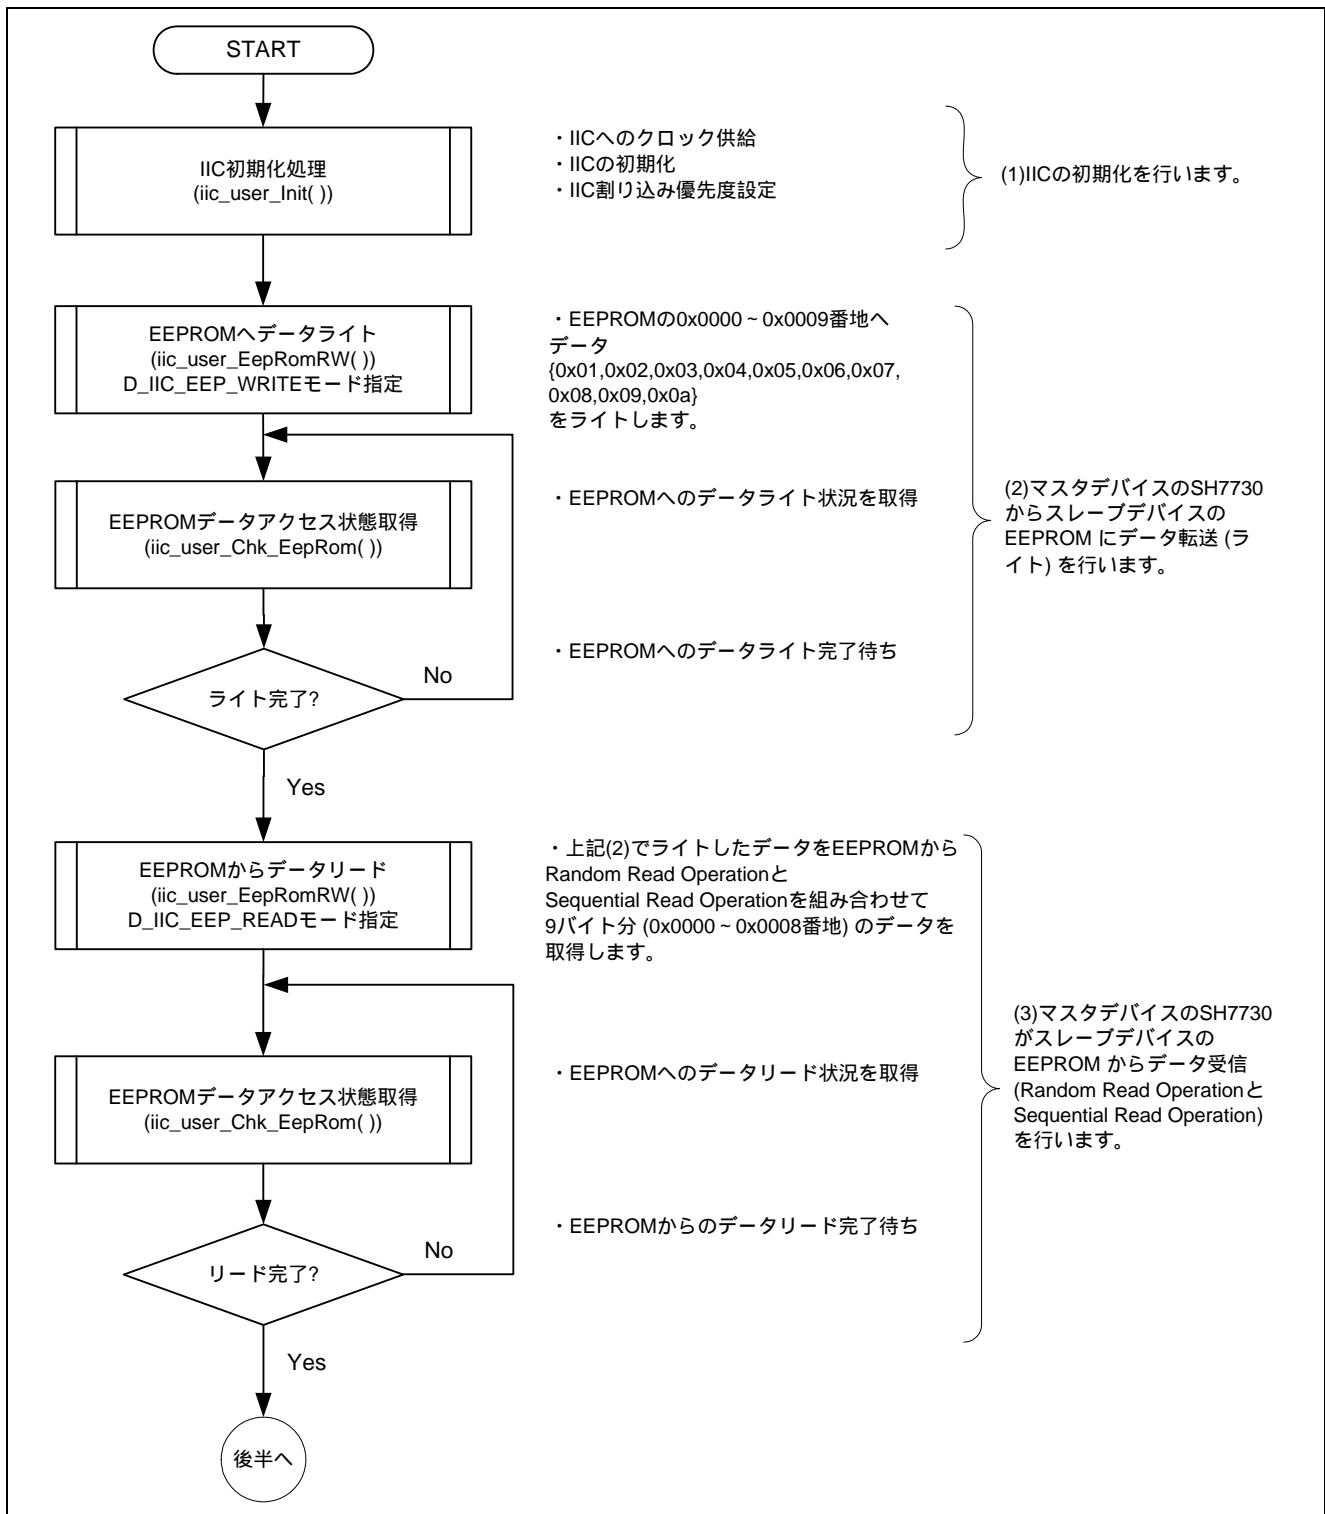 START
IIC初期化処理
(iic_user_Init( ))
・IICへのクロック供給
・IICの初期化
・IIC割り込み優先度設定
(1)IICの初期化を行います。
EEPROMへデータライト
(iic_user_EepRomRW( ))
D_IIC_EEP_WRITEモード指定
・EEPROMの0x0000 ~ 0x0009番地へ
データ
{0x01,0x02,0x03,0x04,0x05,0x06,0x07,
0x08,0x09,0x0a}
をライトします。
EEPROMデータアクセス状態取得
(iic_user_Chk_EepRom( ))
・EEPROMへのデータライト状況を取得
(2)マスタデバイスのSH7730
からスレーブデバイスの
EEPROM にデータ転送 (ラ
イト) を行います。
ライト完了?
No
・EEPROMへのデータライト完了待ち
Yes
EEPROMからデータリード
(iic_user_EepRomRW( ))
D_IIC_EEP_READモード指定
・上記(2)でライトしたデータをEEPROMから
Random Read Operationと
Sequential Read Operationを組み合わせて
9バイト分 (0x0000 ~ 0x0008番地) のデータを
取得します。
EEPROMデータアクセス状態取得
(iic_user_Chk_EepRom( ))
・EEPROMへのデータリード状況を取得
(3)マスタデバイスのSH7730
がスレーブデバイスの
EEPROM からデータ受信
(Random Read Operationと
Sequential Read Operation)
を行います。
リード完了?
No
・EEPROMからのデータリード完了待ち
Yes
後半へ